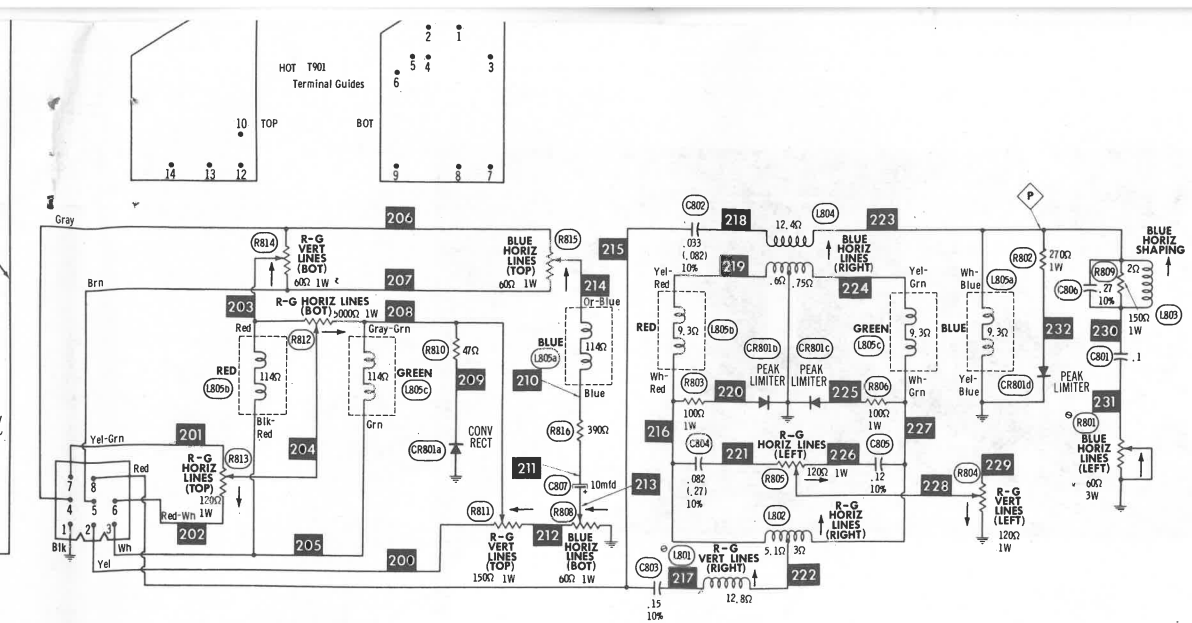 2
1
5
4
3
6
HOT T901
Terminal Guides
10
TOP
BOT
14
13
12
9
8
7
P
C802
218
L804
12.4Ω
223
206
Gray
R814
R-G
VERT
LINES
(BOT)
60Ω 1W
BLUE
HORIZ
LINES
(TOP)
60Ω 1W
R815
215
.033
(.082)
10%
BLUE
HORIZ
LINES
(RIGHT)
R802
270Ω
1W
BLUE
HORIZ
SHAPING
R809
2Ω
207
214
Or-Blue
Yel-
Red
219
.6Ω
.75Ω
224
Yel-
Grn
Wh-
Blue
L805a
C806
.27
10%
L803
150Ω
1W
Brn
203
R-G HORIZ LINES
(BOT)
5000Ω 1W
208
Red
R812
Gray-Grn
R810
47Ω
RED
L805b
114Ω
114Ω
GREEN
L805c
209
BLUE
L805a
114Ω
210
Blue
RED
9.3Ω
L805b
CR801b
CR801c
PEAK
LIMITER
PEAK
LIMITER
GREEN
L805c
9.3Ω
BLUE
9.3Ω
232
230
C801
.1
Blk-
Red
Grn
CONV
RECT
CR801a
R816
390Ω
Wh-
Red
R803
220
225
R806
100Ω
1W
100Ω
1W
Wh-
Grn
Yel-
Blue
CR801d
PEAK
LIMITER
231
R801
BLUE
HORIZ
LINES
(LEFT)
60Ω
3W
Yel-Grn
201
R-G
HORIZ
LINES
(TOP)
120Ω
1W
R813
204
216
C804
.082
(.27)
10%
221
R-G
HORIZ LINES
(LEFT)
226
120Ω
1W
R805
C805
.12
10%
227
Red
7
8
4
5
6
1
2
3
Red-Wh
202
Blk
Wh
Yel
205
200
211
C807
10mfd
+
213
R811
212
R808
R-G
VERT
LINES
(TOP)
150Ω 1W
BLUE
HORIZ
LINES
(BOT)
60Ω 1W
228
R804
229
R-G
VERT
LINES
(LEFT)
120Ω
1W
L802
5.1Ω
3Ω
R-G
HORIZ
LINES
(RIGHT)
C803
.15
10%
L801
217
R-G
VERT LINES
(RIGHT)
12.8Ω
222